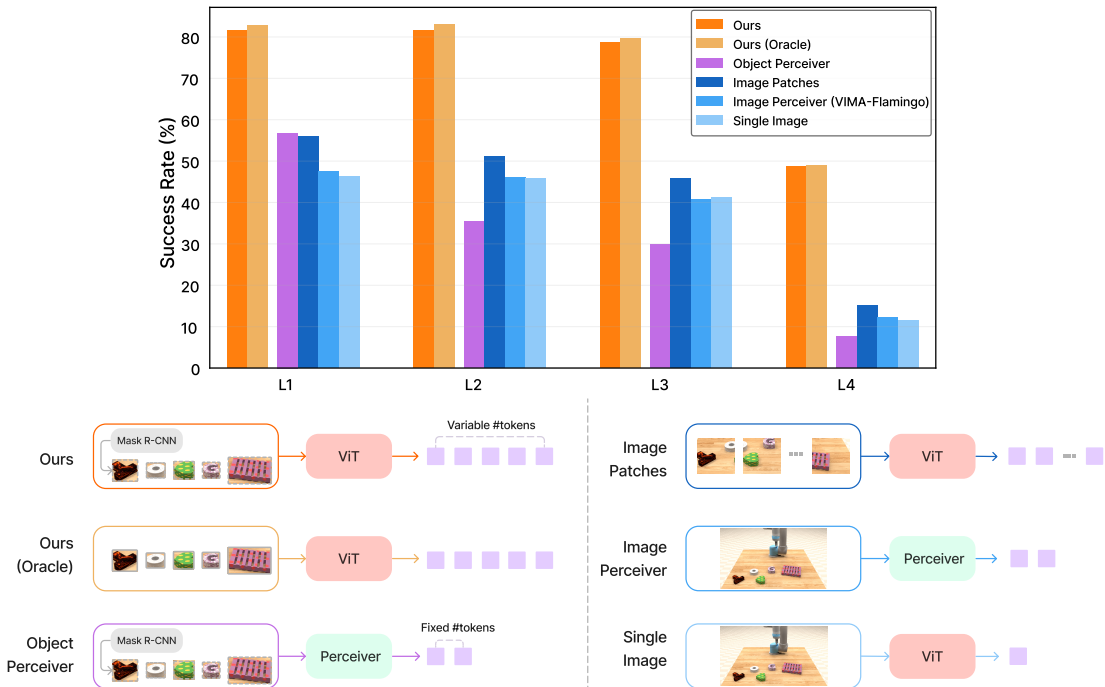 Success Rate (%)
80
70
60
50
40
30
20
10
0
Ours
Ours (Oracle)
Object Perceiver
Image Patches
Image Perceiver (VIMA-Flamingo)
Single Image
L1
L2
L3
L4
Ours
Mask R-CNN
ViT
Variable #tokens
Ours
(Oracle)
ViT
Object
Perceiver
Mask R-CNN
Perceiver
Fixed #tokens
Image
Patches
ViT
Image
Perceiver
Perceiver
Single
Image
ViT